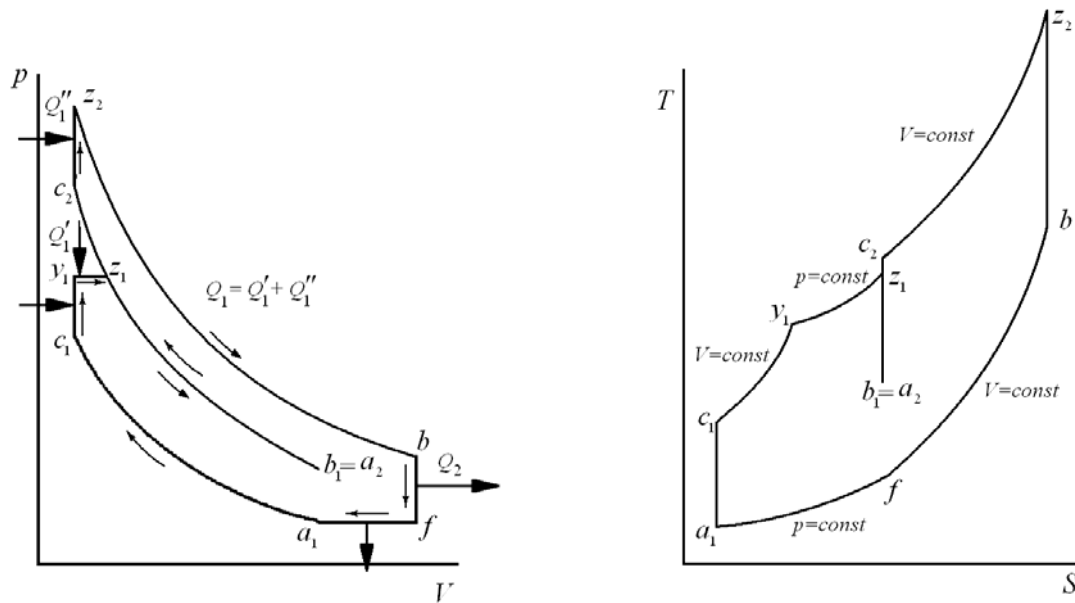 p
Q₁″
z₂
c₂
Q₁′
y₁
z₁
Q₁ = Q₁′ + Q₁″
c₁
b₁=a₂
b
Q₂
a₁
f
V
T
z₂
V=const
c₂
z₁
p=const
y₁
V=const
b₁=a₂
b
V=const
c₁
f
a₁
p=const
S